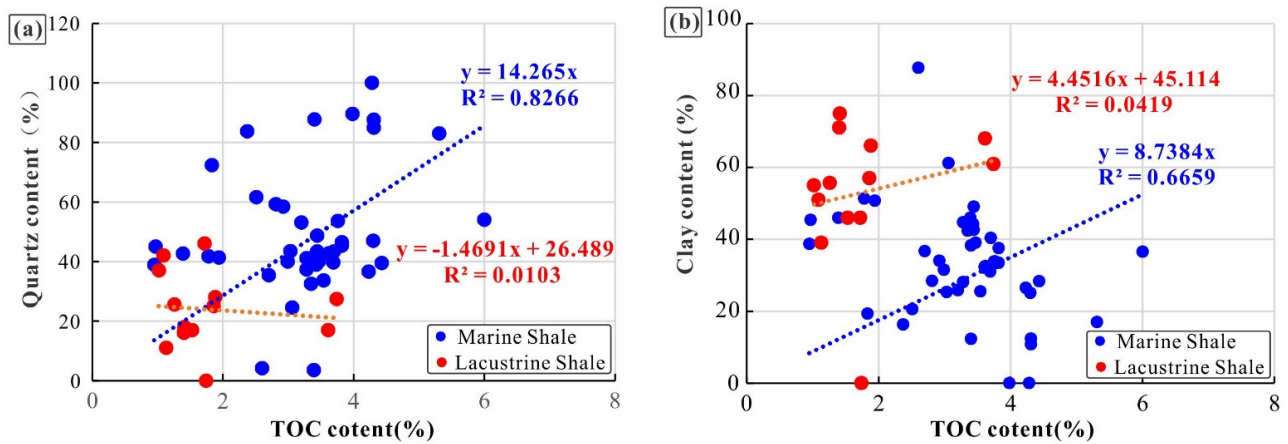 (a)
Quartz content (%)
120
100
80
60
40
20
0
y = 14.265x
R² = 0.8266
y = -1.4691x + 26.489
R² = 0.0103
Marine Shale
Lacustrine Shale
0 2 4 6 8
TOC cotent(%)
(b)
Clay content (%)
100
80
60
40
20
0
y = 4.4516x + 45.114
R² = 0.0419
y = 8.7384x
R² = 0.6659
Marine Shale
Lacustrine Shale
0 2 4 6 8
TOC cotent(%)